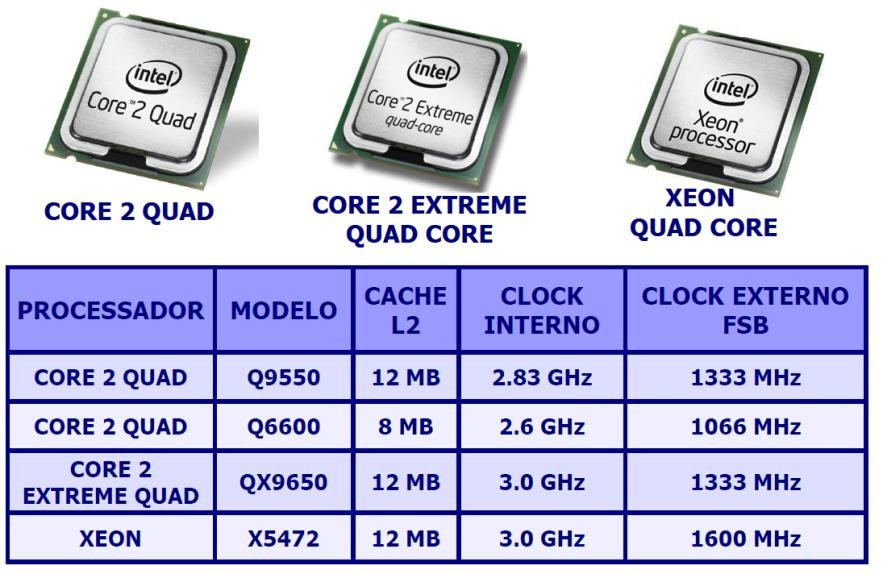 intel
Core™2 Quad
intel
Core™2 Extreme
quad-core
intel
Xeon®
processor
CORE 2 QUAD
CORE 2 EXTREME
QUAD CORE
XEON
QUAD CORE
PROCESSADOR MODELO CACHE L2 CLOCK INTERNO CLOCK EXTERNO FSB
CORE 2 QUAD Q9550 12 MB 2.83 GHz 1333 MHz
CORE 2 QUAD Q6600 8 MB 2.6 GHz 1066 MHz
CORE 2 EXTREME QUAD QX9650 12 MB 3.0 GHz 1333 MHz
XEON X5472 12 MB 3.0 GHz 1600 MHz